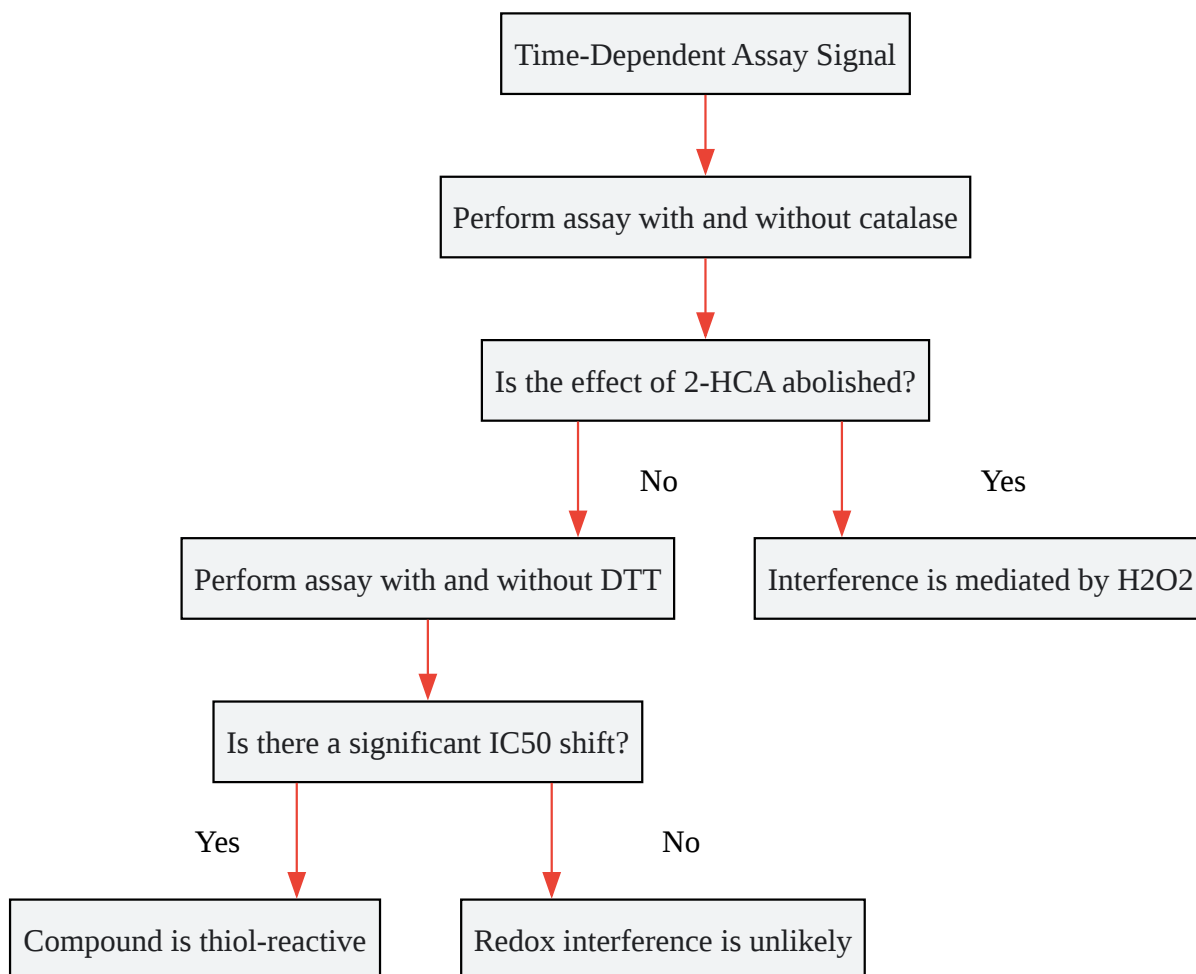 Time-Dependent Assay Signal
Perform assay with and without catalase
Is the effect of 2-HCA abolished?
No
Yes
Perform assay with and without DTT
Interference is mediated by H2O2
Is there a significant IC50 shift?
Yes
No
Compound is thiol-reactive
Redox interference is unlikely